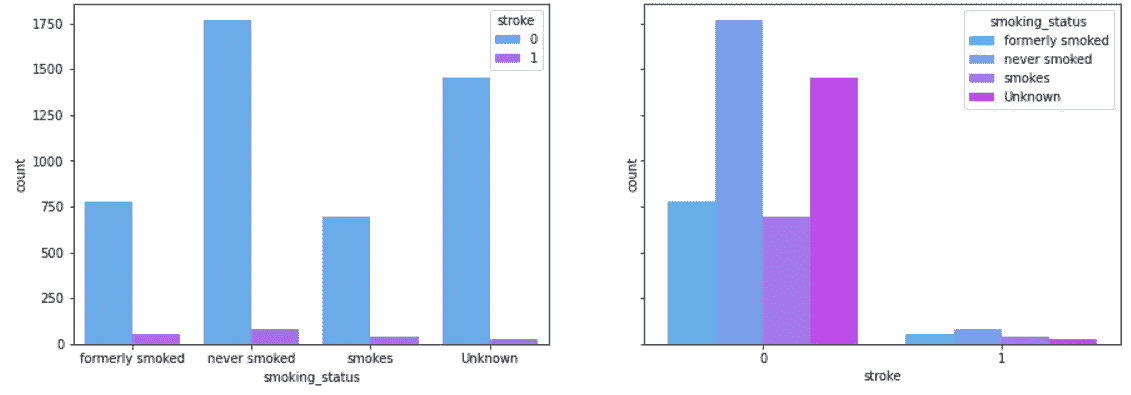 stroke
0
1
1750
1500
1250
1000
750
500
250
0
count
formerly smoked never smoked smokes Unknown
smoking_status
smoking_status
formerly smoked
never smoked
smokes
Unknown
count
0 1
stroke